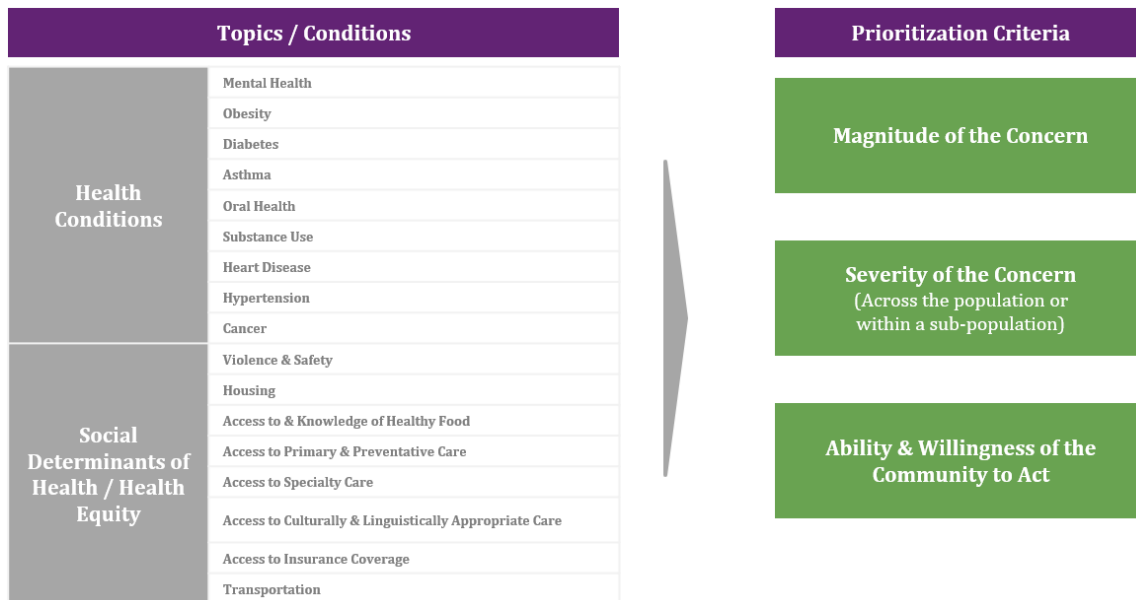 Topics / Conditions
Health
Conditions
Mental Health
Obesity
Diabetes
Asthma
Oral Health
Substance Use
Heart Disease
Hypertension
Cancer
Social
Determinants of
Health / Health
Equity
Violence & Safety
Housing
Access to & Knowledge of Healthy Food
Access to Primary & Preventative Care
Access to Specialty Care
Access to Culturally & Linguistically Appropriate Care
Access to Insurance Coverage
Transportation
Prioritization Criteria
Magnitude of the Concern
Severity of the Concern
(Across the population or
within a sub-population)
Ability & Willingness of the
Community to Act